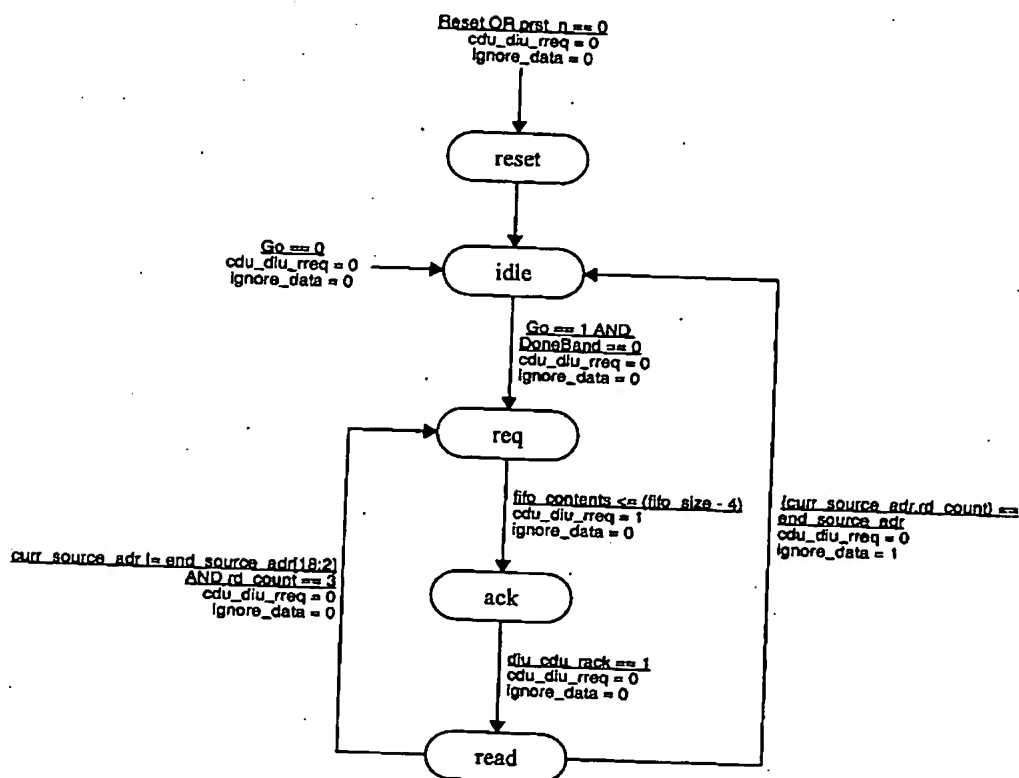 Reset OR prst_n == 0
cdu_diu_rreq = 0
ignore_data = 0
reset
Go == 0
cdu_diu_rreq = 0
ignore_data = 0
idle
Go == 1 AND
DoneBand == 0
cdu_diu_rreq = 0
ignore_data = 0
req
fifo_contents <= (fifo_size - 4)
cdu_diu_rreq = 1
ignore_data = 0
{curr_source_adr,rd_count} ==
end_source_adr
cdu_diu_rreq = 0
ignore_data = 1
curr_source_adr != end_source_adr[18:2]
AND rd_count == 3
cdu_diu_rreq = 0
ignore_data = 0
ack
diu_cdu_rack == 1
cdu_diu_rreq = 0
ignore_data = 0
read